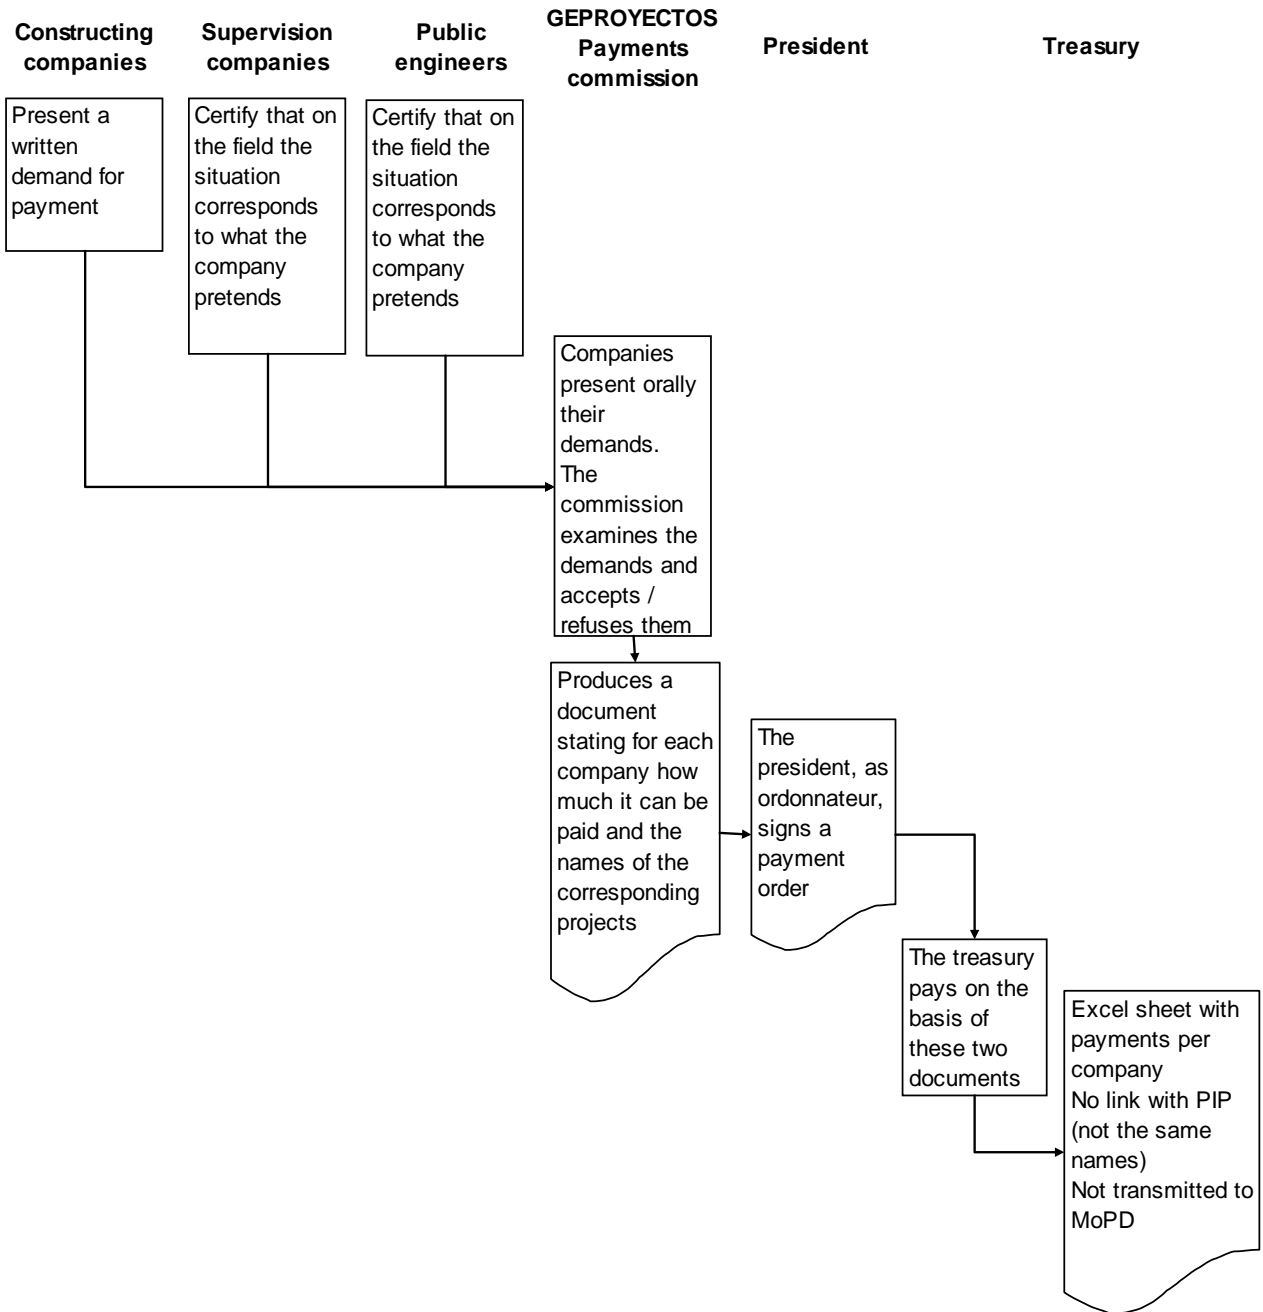 Constructing
companies
Supervision
companies
Public
engineers
GEPROYECTOS
Payments
commission
President
Treasury
Present a
written
demand for
payment
Certify that on
the field the
situation
corresponds
to what the
company
pretends
Certify that on
the field the
situation
corresponds
to what the
company
pretends
Companies
present orally
their
demands.
The
commission
examines the
demands and
accepts /
refuses them
Produces a
document
stating for each
company how
much it can be
paid and the
names of the
corresponding
projects
The
president, as
ordonnateur,
signs a
payment
order
The treasury
pays on the
basis of
these two
documents
Excel sheet with
payments per
company
No link with PIP
(not the same
names)
Not transmitted to
MoPD